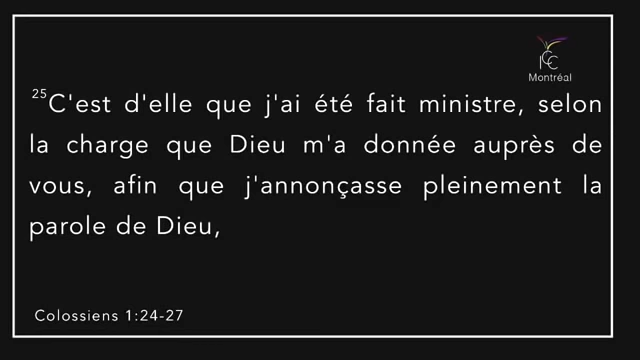 ICC
Montréal
25C'est d'elle que j'ai été fait ministre, selon
la charge que Dieu m'a donnée auprès de
vous, afin que j'annonçasse pleinement la
parole de Dieu,
Colossiens 1:24-27